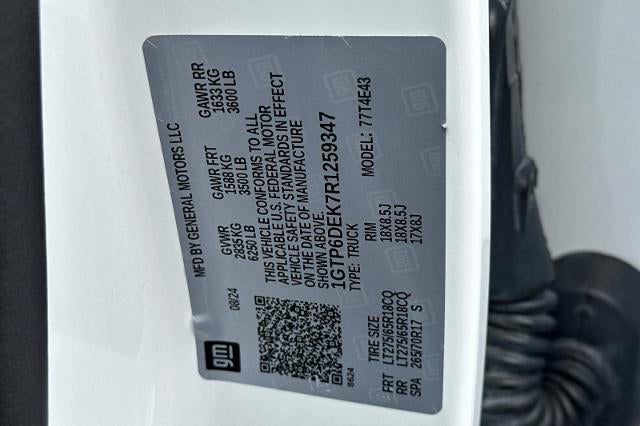 gm
MFD BY GENERAL MOTORS LLC
08/24
GVWR GAWR FRT GAWR RR
2835 KG 1588 KG 1633 KG
6250 LB 3500 LB 3600 LB
THIS VEHICLE CONFORMS TO ALL
APPLICABLE U.S. FEDERAL MOTOR
VEHICLE SAFETY STANDARDS IN EFFECT
ON THE DATE OF MANUFACTURE
SHOWN ABOVE.
1GTP6DEK7R1259347
TYPE: TRUCK MODEL: 77T4E43
8624
TIRE SIZE RIM
FRT LT275/65R18CQ 18X8.5J
RR LT275/65R18CQ 18X8.5J
SPA 265/70R17 S 17X8J